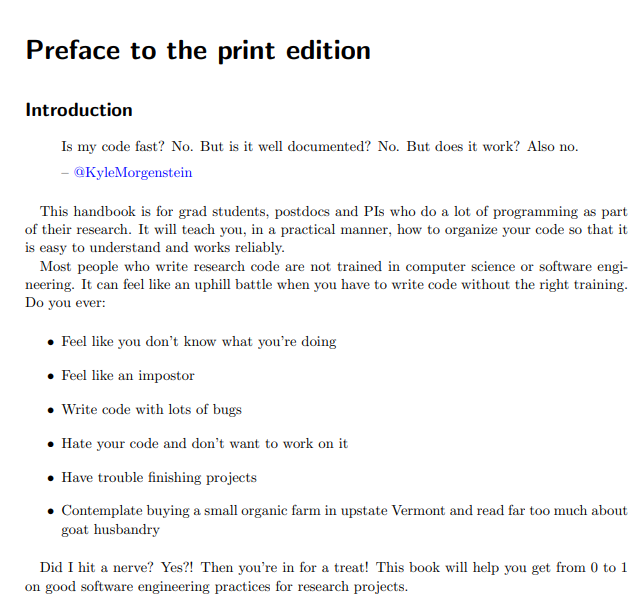 Preface to the print edition
Introduction
Is my code fast? No. But is it well documented? No. But does it work? Also no.
– @KyleMorgenstein
This handbook is for grad students, postdocs and PIs who do a lot of programming as part
of their research. It will teach you, in a practical manner, how to organize your code so that it
is easy to understand and works reliably.
Most people who write research code are not trained in computer science or software engi-
neering. It can feel like an uphill battle when you have to write code without the right training.
Do you ever:
• Feel like you don't know what you're doing
• Feel like an impostor
• Write code with lots of bugs
• Hate your code and don't want to work on it
• Have trouble finishing projects
• Contemplate buying a small organic farm in upstate Vermont and read far too much about
goat husbandry
Did I hit a nerve? Yes?! Then you're in for a treat! This book will help you get from 0 to 1
on good software engineering practices for research projects.